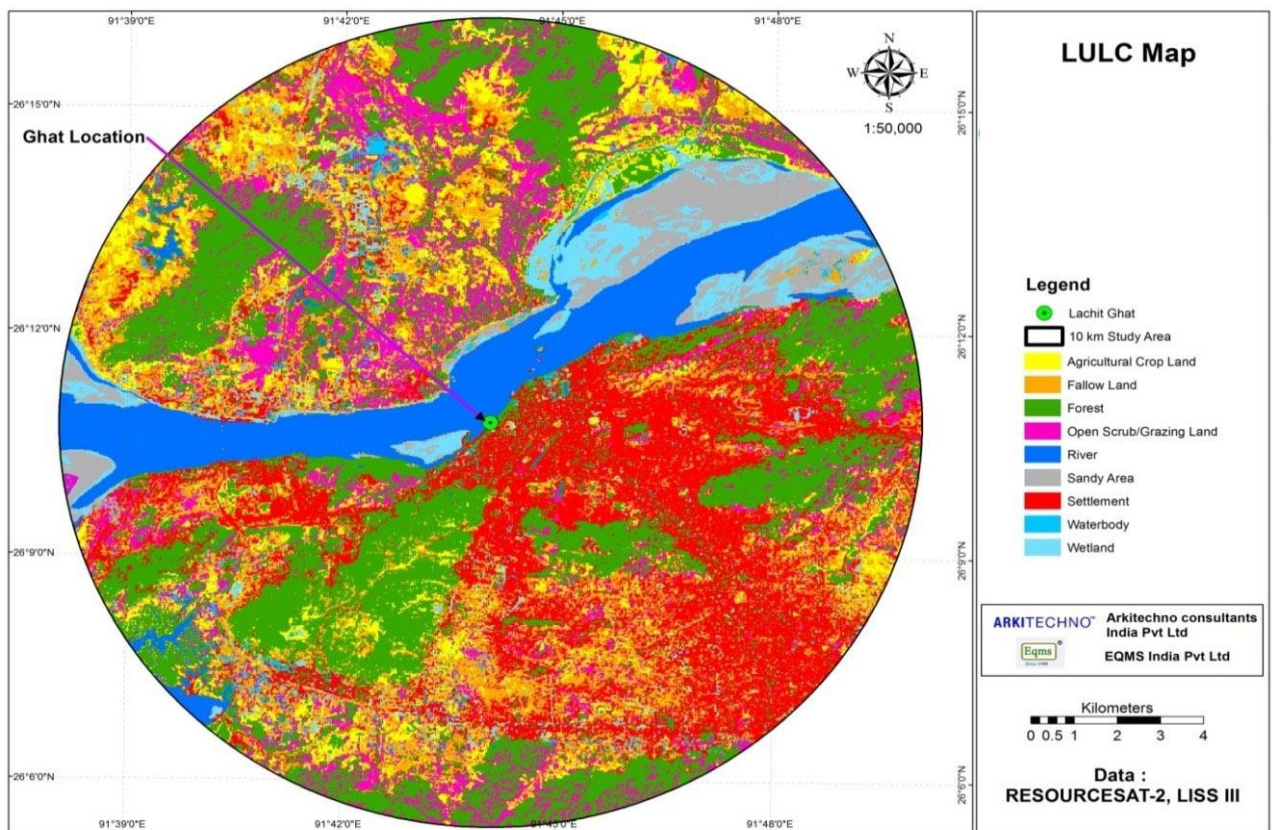 91°39'0"E 91°42'0"E 91°45'0"E 91°48'0"E
LULC Map
N
W E
S
26°15'0"N 26°15'0"N
1:50,000
Ghat Location
26°12'0"N 26°12'0"N
26°9'0"N 26°9'0"N
26°6'0"N 26°6'0"N
91°39'0"E 91°42'0"E 91°45'0"E 91°48'0"E
Legend
Lachit Ghat
10 km Study Area
Agricultural Crop Land
Fallow Land
Forest
Open Scrub/Grazing Land
River
Sandy Area
Settlement
Waterbody
Wetland
ARKITECHNO™ Arkitechno consultants
India Pvt Ltd
Eqms ®
EQMS India Pvt Ltd
Kilometers
0 0.5 1 2 3 4
Data :
RESOURCESAT-2, LISS III